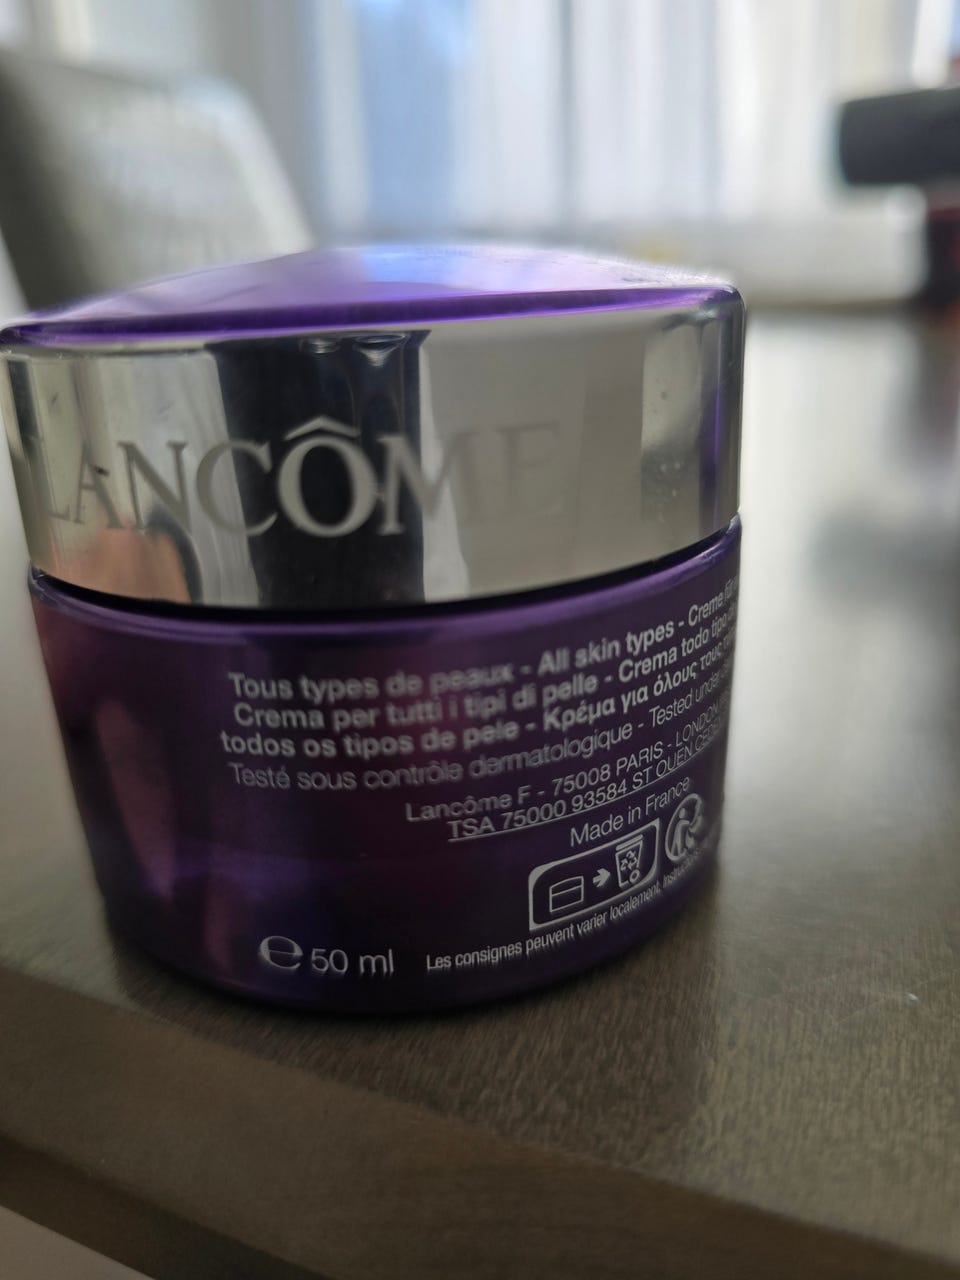 LANCÔME
Tous types de peaux - All skin types - Creme für
Crema per tutti i tipi di pelle - Crema todo tipo
todos os tipos de pele - Κρέμα για όλους τους
Testé sous contrôle dermatologique - Tested under
Lancôme F - 75008 PARIS - LONDON
TSA 75000 93584 ST OUEN CEDEX
Made in France
Les consignes peuvent varier localement.
e 50 ml